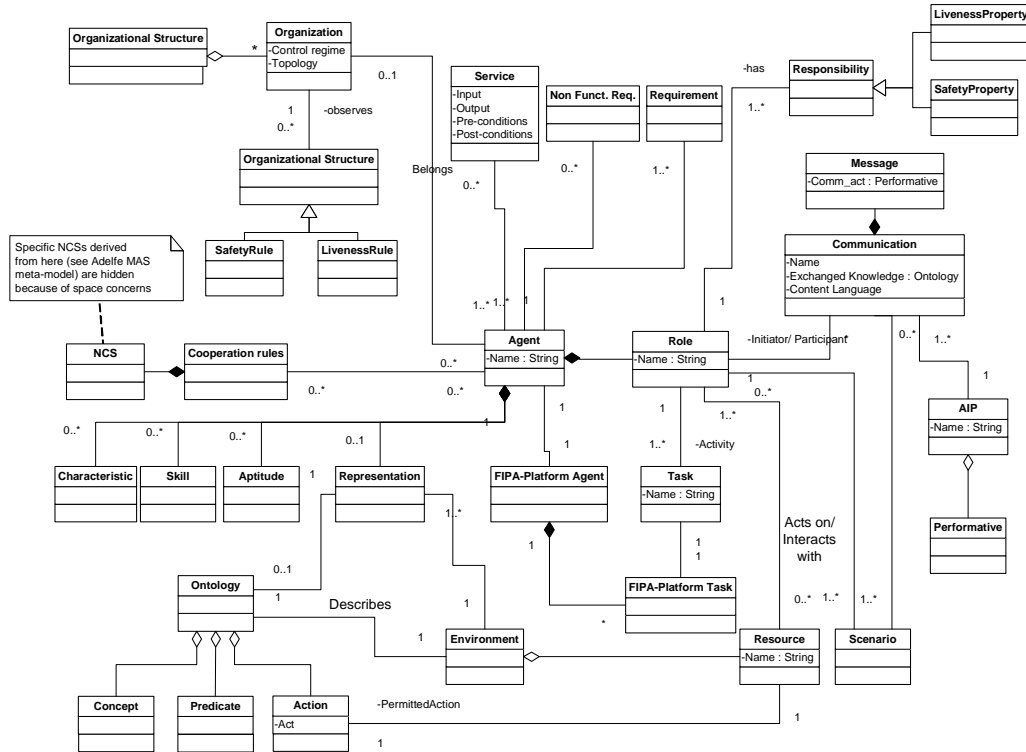 Organizational Structure
*
Organization
-Control regime
-Topology
0..1
1
-observes
0..*
Organizational Structure
SafetyRule
LivenessRule
Specific NCSs derived
from here (see Adelfe MAS
meta-model) are hidden
because of space concerns
Service
-Input
-Output
-Pre-conditions
-Post-conditions
Non Funct. Req.
Requirement
Belongs
0..*
0..*
1..*
-has
1..*
Responsibility
LivenessProperty
SafetyProperty
Message
-Comm_act : Performative
Communication
-Name
-Exchanged Knowledge : Ontology
-Content Language
1..*
1..*
1
1
-Initiator/ Participant
*
0..*
1..*
NCS
Cooperation rules
0..*
0..*
0..*
Agent
-Name : String
Role
-Name : String
1
1
AIP
-Name : String
Performative
0..*
0..*
0..*
0..1
1
1
1
1
1..*
-Activity
0..*
1..*
Characteristic
Skill
Aptitude
Representation
FIPA-Platform Agent
Task
-Name : String
1
1..*
Acts on/
Interacts
with
1
1
1
0..1
1
Ontology
Describes
1
1
FIPA-Platform Task
*
0..*
1..*
1..*
Environment
Resource
-Name : String
Scenario
Concept
Predicate
Action
-Act
-PermittedAction
1
1